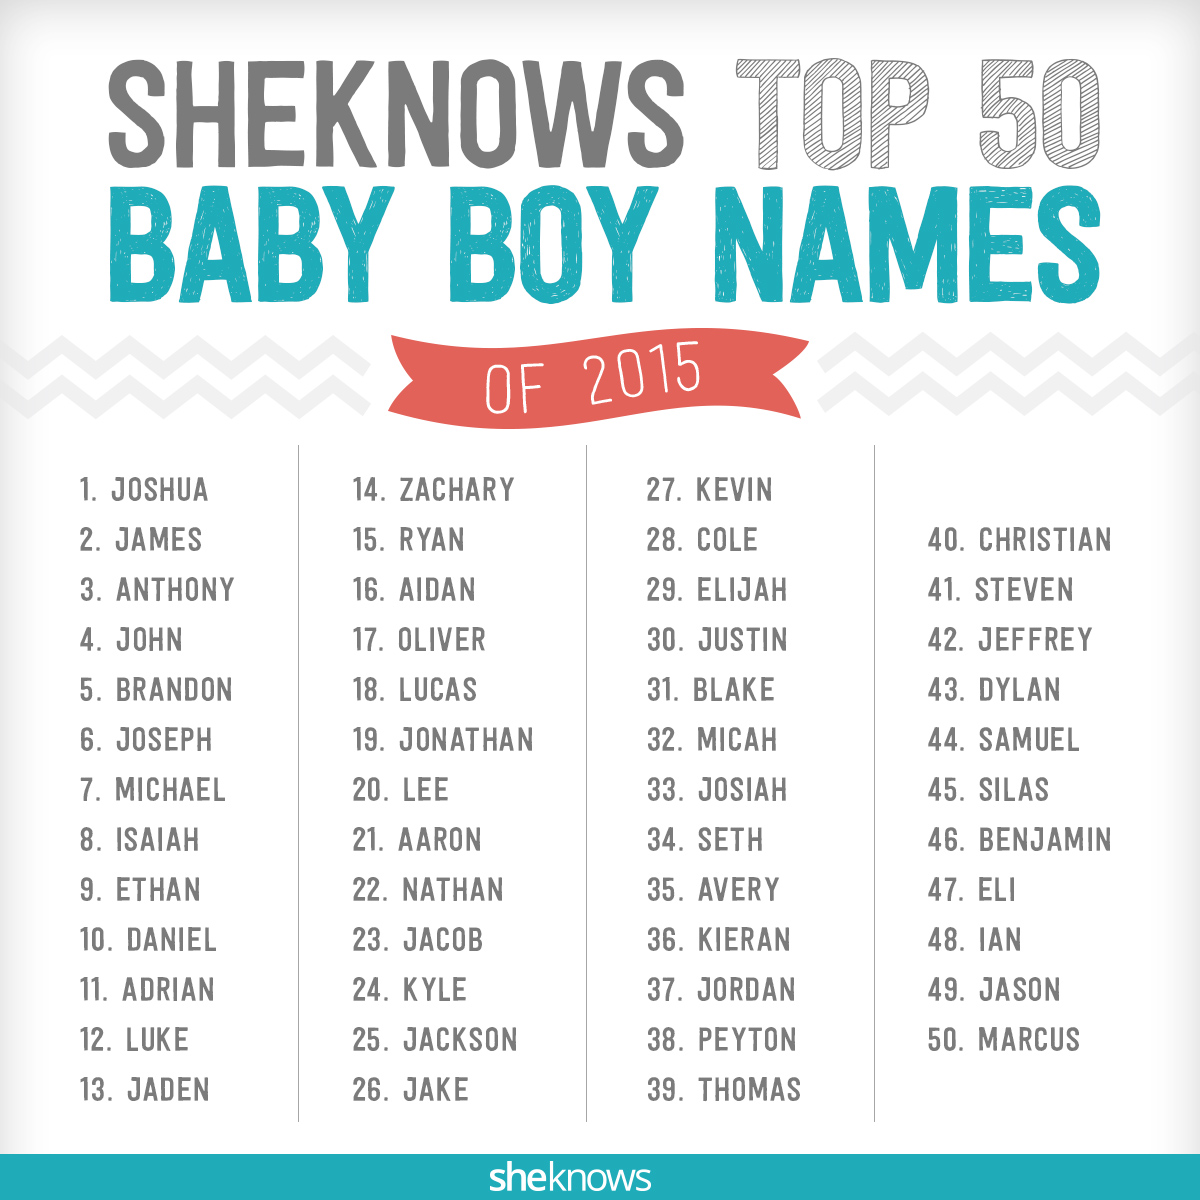 SHEKNOWS TOP 50
BABY BOY NAMES
OF 2015
1. JOSHUA
2. JAMES
3. ANTHONY
4. JOHN
5. BRANDON
6. JOSEPH
7. MICHAEL
8. ISAIAH
9. ETHAN
10. DANIEL
11. ADRIAN
12. LUKE
13. JADEN
14. ZACHARY
15. RYAN
16. AIDAN
17. OLIVER
18. LUCAS
19. JONATHAN
20. LEE
21. AARON
22. NATHAN
23. JACOB
24. KYLE
25. JACKSON
26. JAKE
27. KEVIN
28. COLE
29. ELIJAH
30. JUSTIN
31. BLAKE
32. MICAH
33. JOSIAH
34. SETH
35. AVERY
36. KIERAN
37. JORDAN
38. PEYTON
39. THOMAS
40. CHRISTIAN
41. STEVEN
42. JEFFREY
43. DYLAN
44. SAMUEL
45. SILAS
46. BENJAMIN
47. ELI
48. IAN
49. JASON
50. MARCUS
sheknows